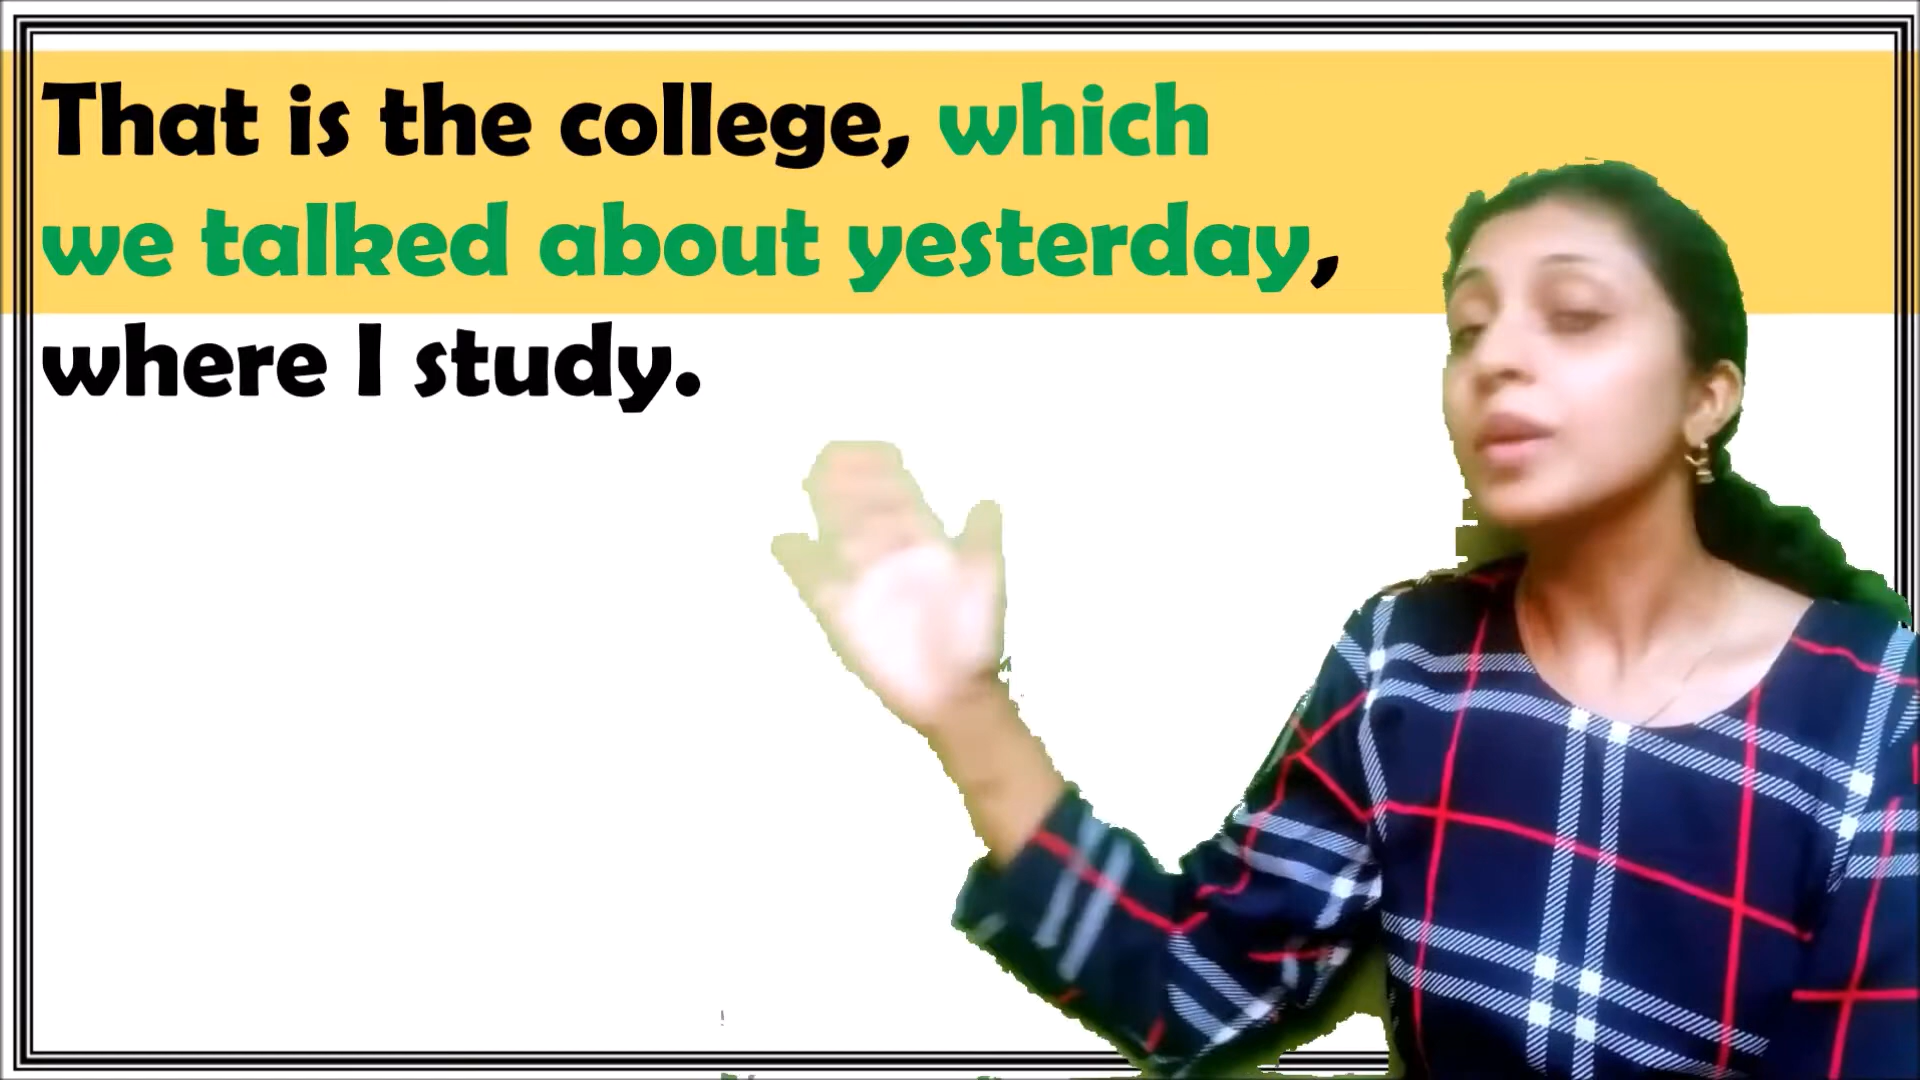 That is the college, which
we talked about yesterday,
where I study.